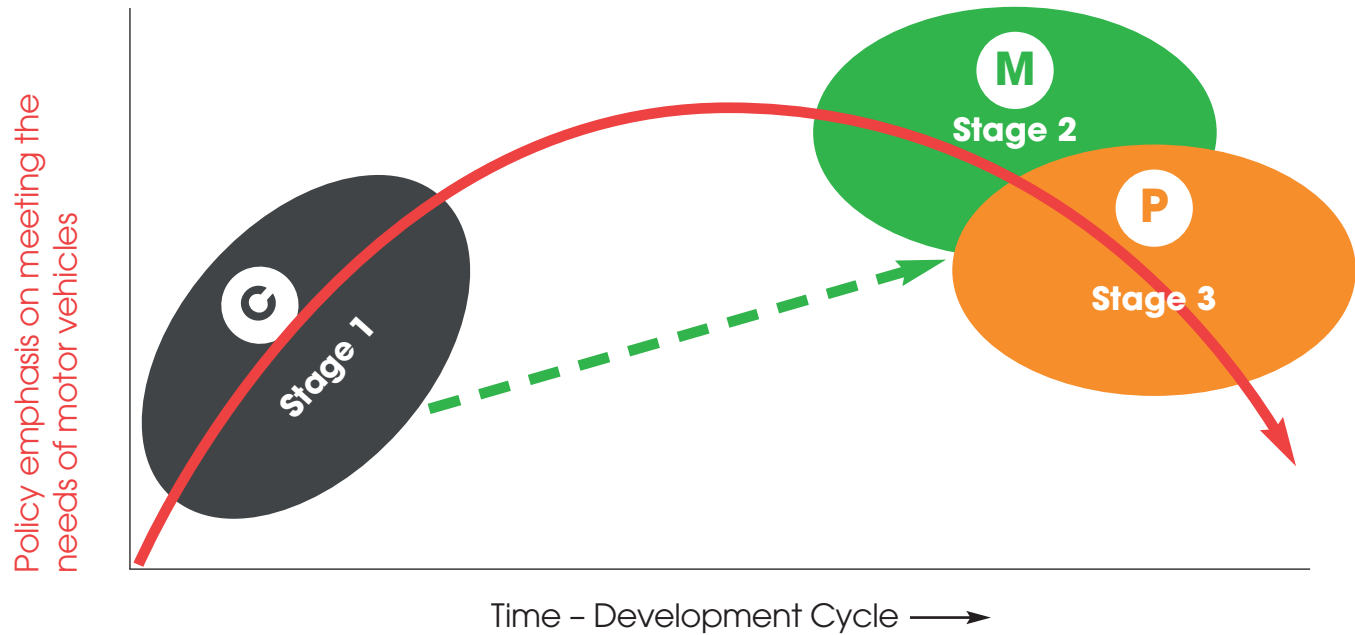 Policy emphasis on meeting the
needs of motor vehicles
C
Stage 1
M
Stage 2
P
Stage 3
Time – Development Cycle